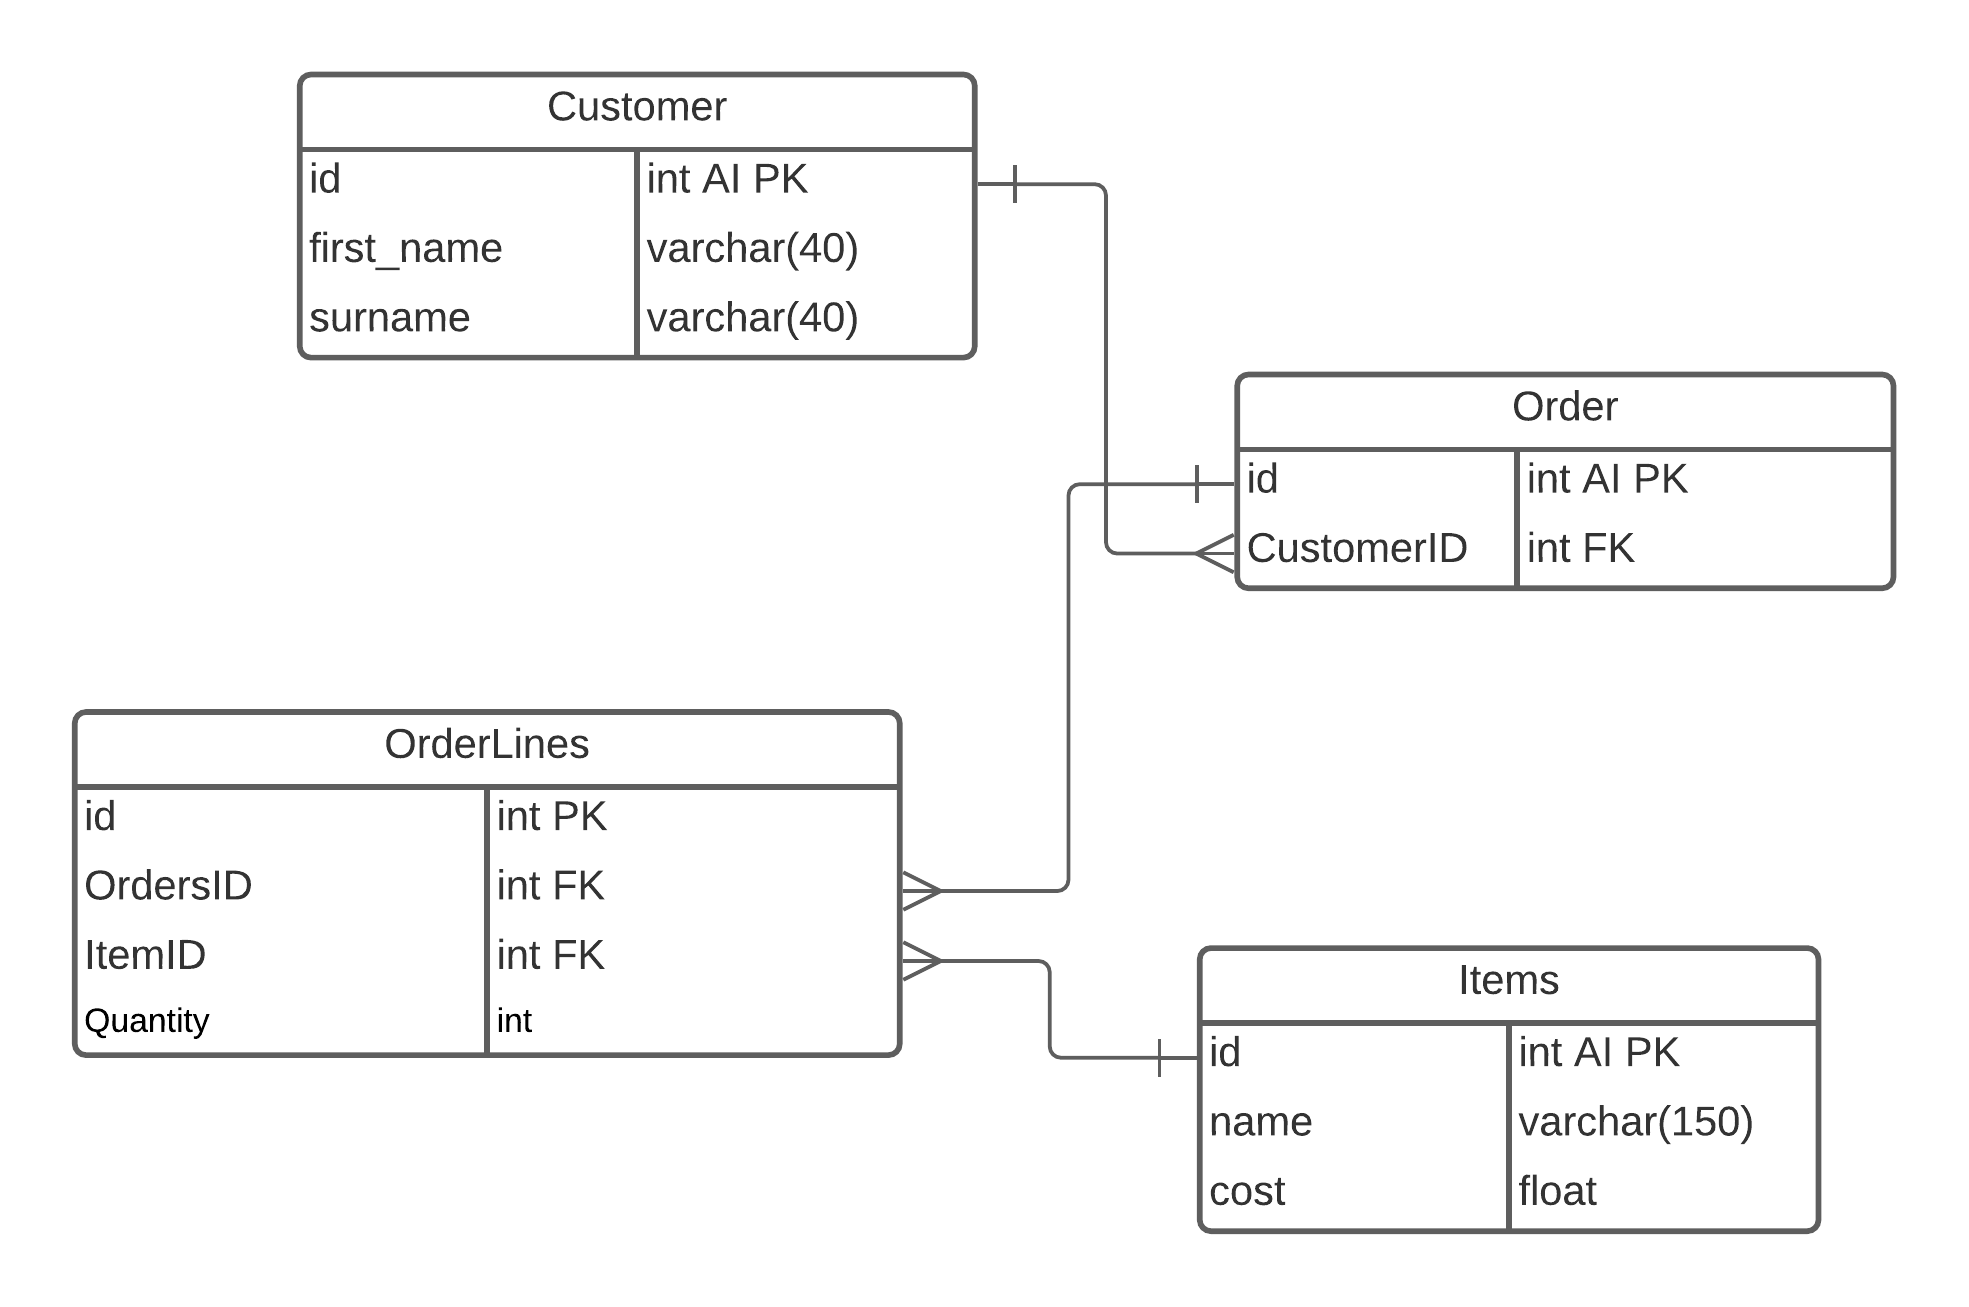 Customer
id int AI PK
first_name varchar(40)
surname varchar(40)
Order
id int AI PK
CustomerID int FK
OrderLines
id int PK
OrdersID int FK
ItemID int FK
Quantity int
Items
id int AI PK
name varchar(150)
cost float